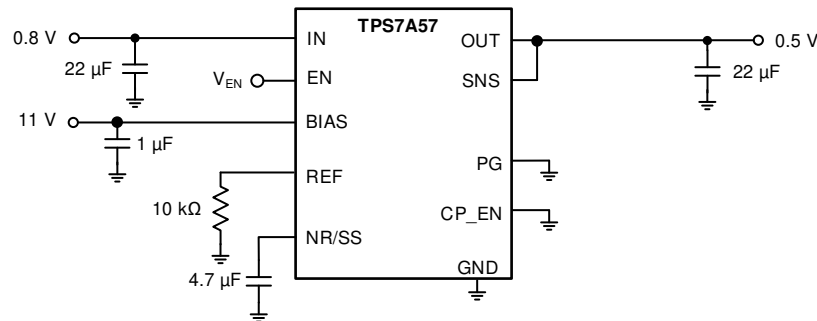 TPS7A57
0.8 V
IN
OUT
0.5 V
22 µF
V_EN
EN
SNS
22 µF
11 V
BIAS
1 µF
PG
REF
10 kΩ
CP_EN
NR/SS
4.7 µF
GND